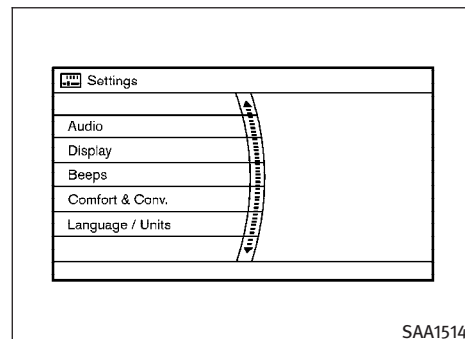 Settings
Audio
Display
Beeps
Comfort & Conv.
Language / Units
SAA1514